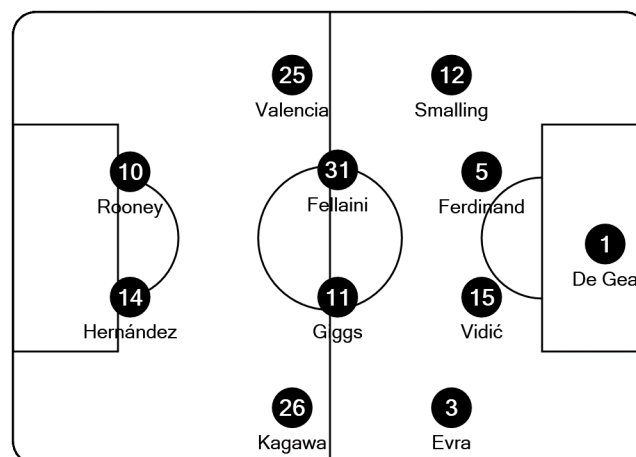 25
Valencia
12
Smalling
10
Rooney
31
Fellaini
5
Ferdinand
1
De Gea
14
Hernández
11
Giggs
15
Vidić
26
Kagawa
3
Evra